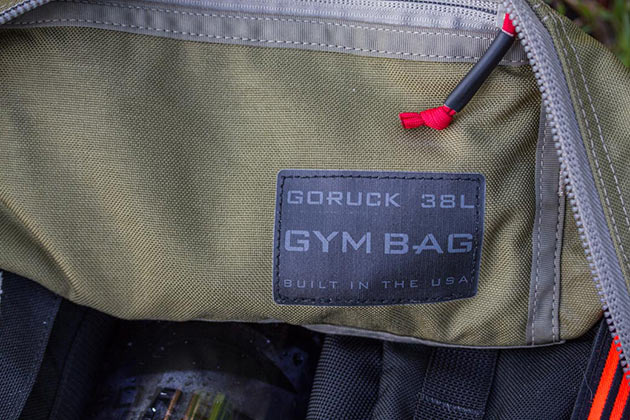 GORUCK 38L
GYM BAG
BUILT IN THE USA